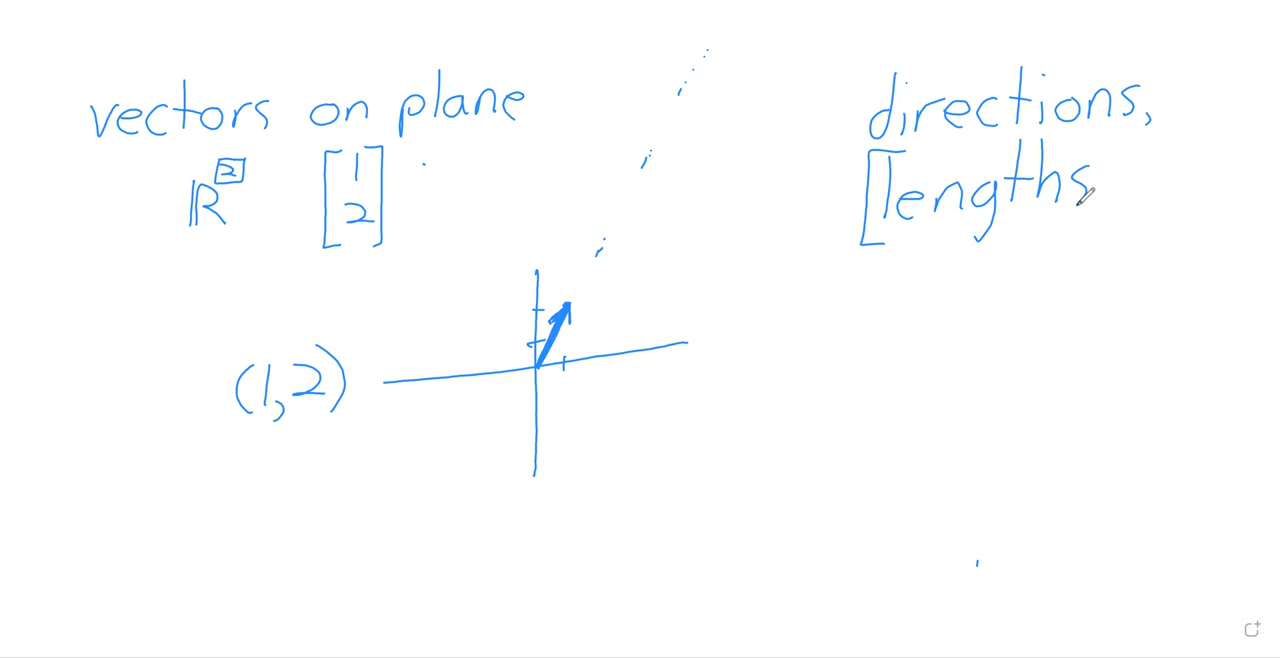 vectors on plane
ℝ² [1
2]
(1,2)
directions,
[lengths